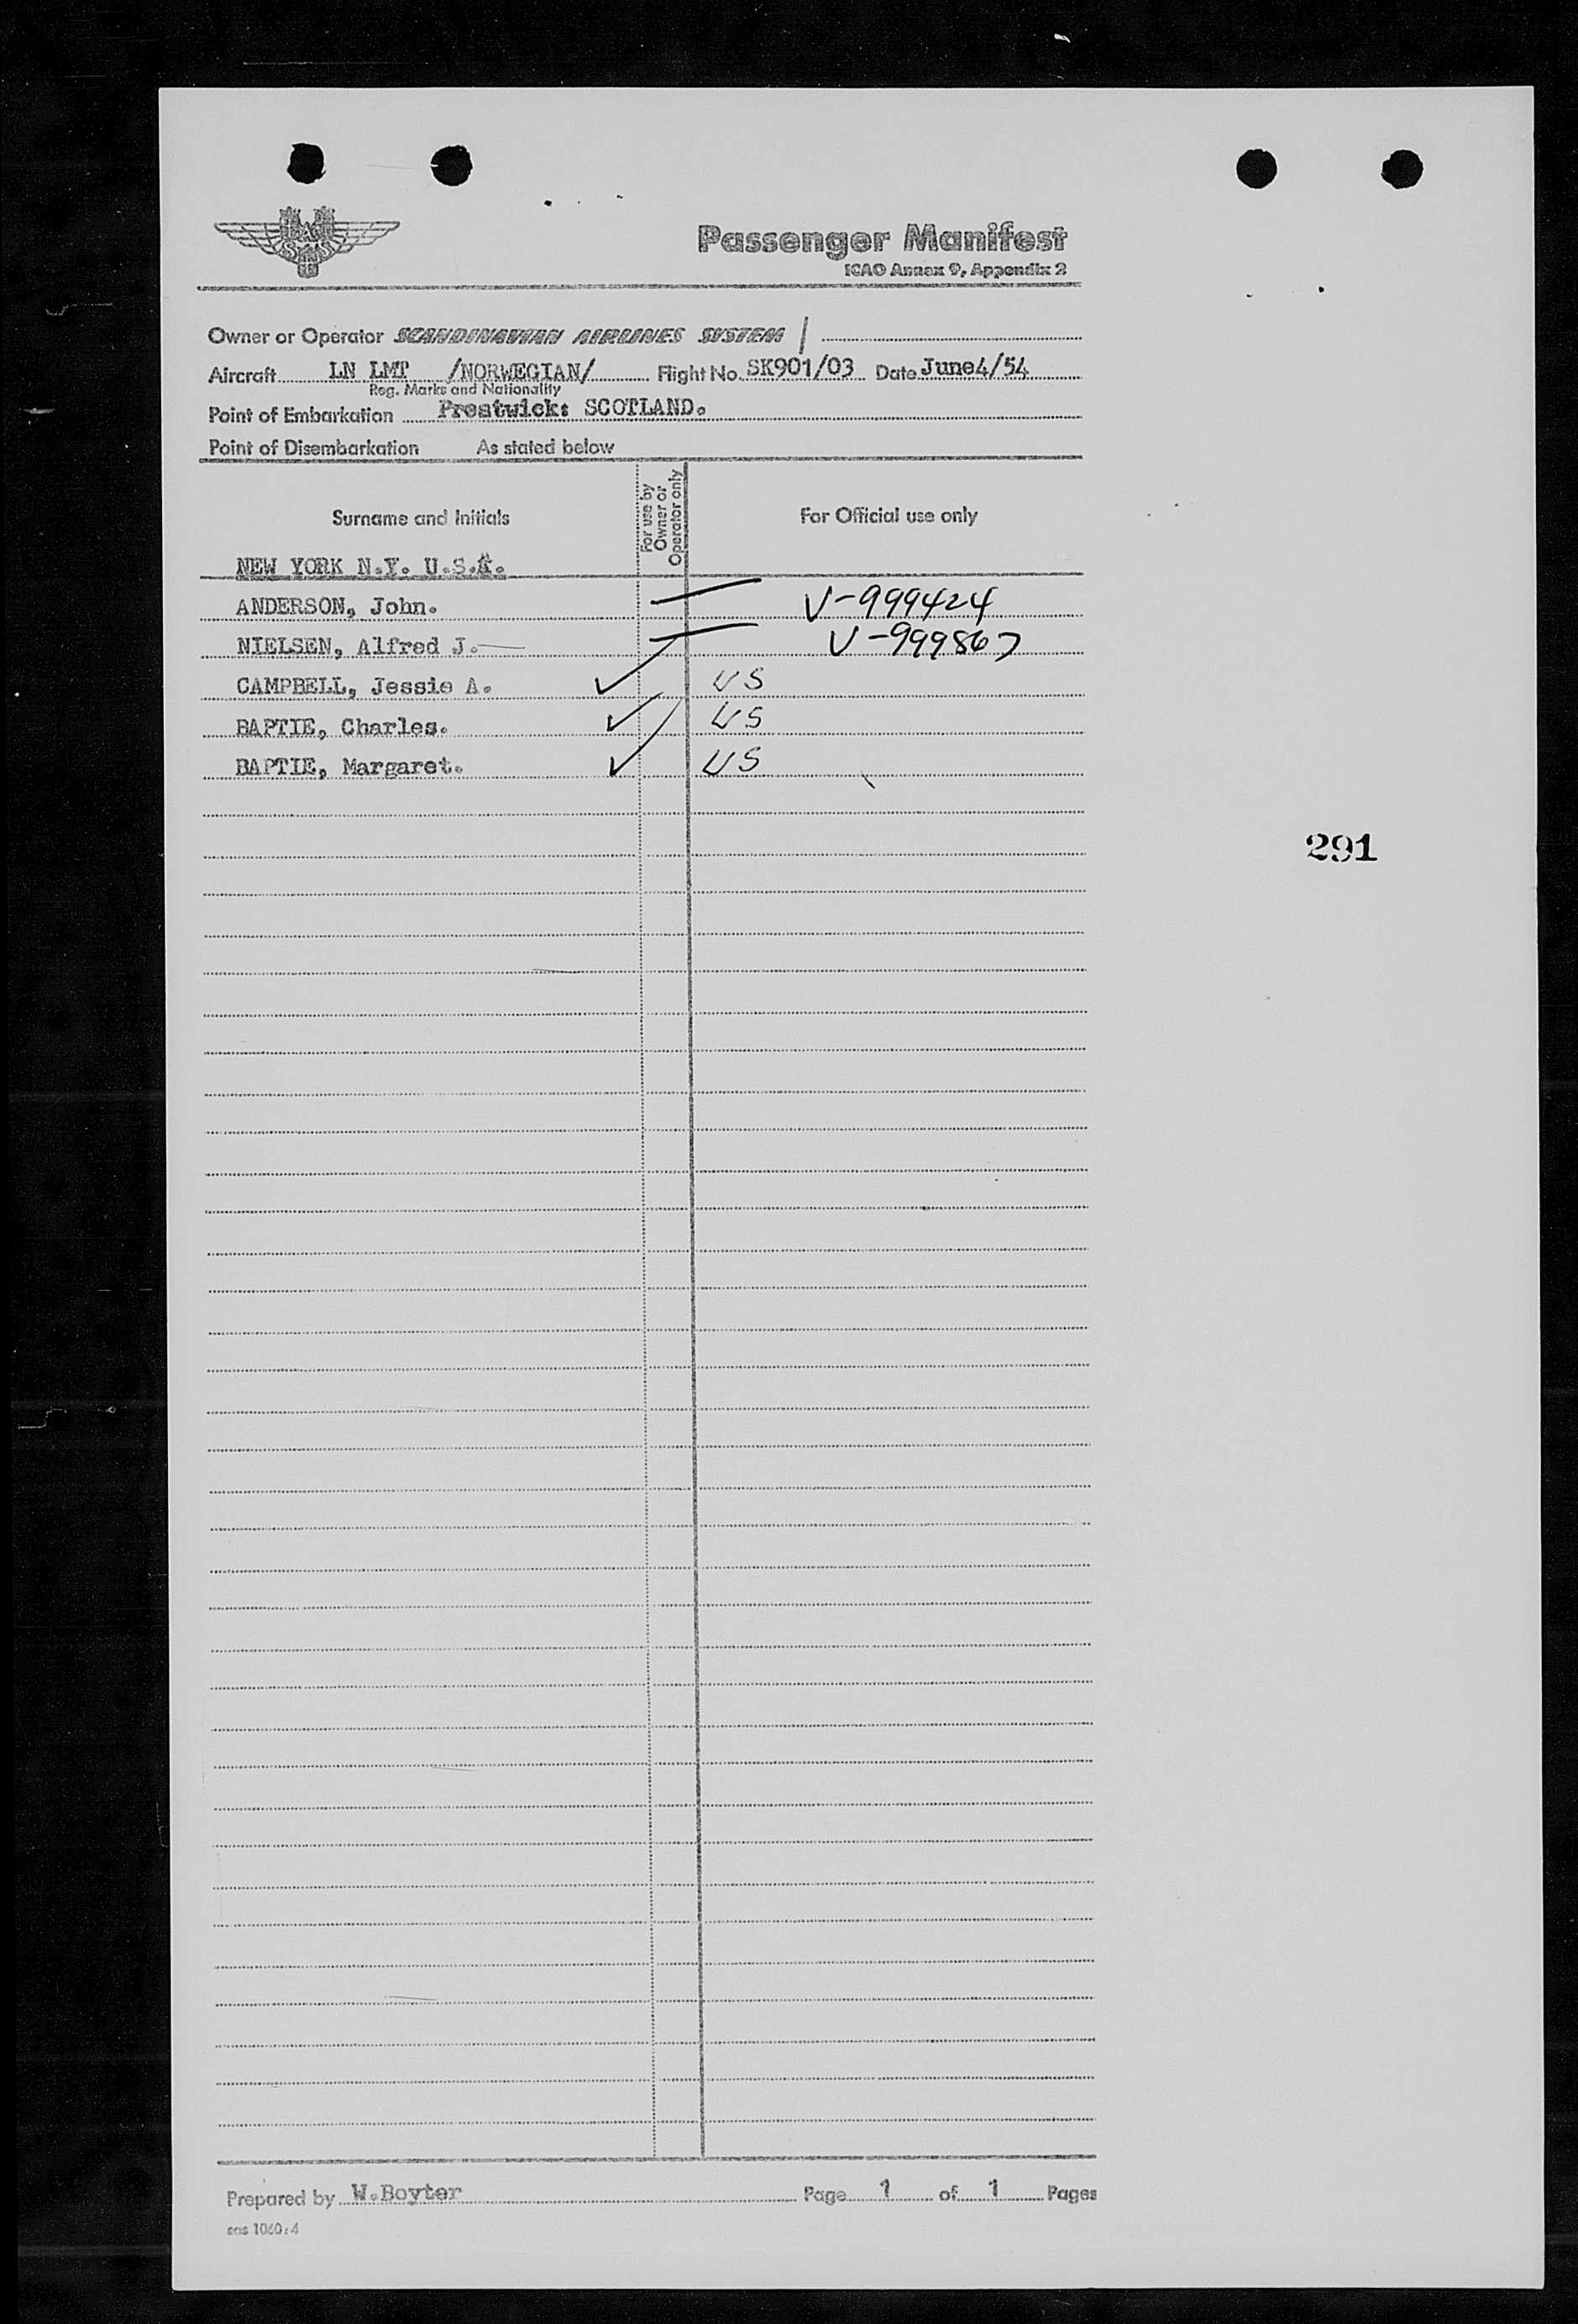 SAS
Passenger Manifest
ICAO Annex 9, Appendix 2
Owner or Operator SCANDINAVIAN AIRLINES SYSTEM /
Aircraft LN LMT /NORWEGIAN/ Flight No. SK901/03 Date June4/54
Reg. Marks and Nationality
Point of Embarkation Prestwick: SCOTLAND.
Point of Disembarkation As stated below
Surname and Initials For use by Owner or Operator only For Official use only
NEW YORK N.Y. U.S.A.
ANDERSON, John. V-999424
NIELSEN, Alfred J. V-999867
CAMPBELL, Jessie A. US
BAPTIE, Charles. US
BAPTIE, Margaret. US
291
Prepared by W.Boyter Page 1 of 1 Pages
sas 1060:4